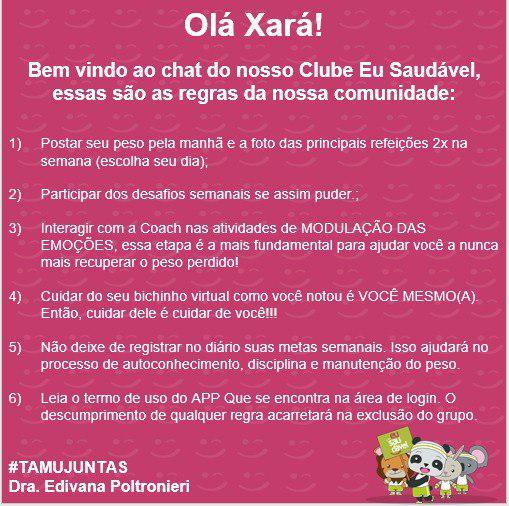 Olá Xará!
Bem vindo ao chat do nosso Clube Eu Saudável,
essas são as regras da nossa comunidade:
1) Postar seu peso pela manhã e a foto das principais refeições 2x na
semana (escolha seu dia);
2) Participar dos desafios semanais se assim puder.;
3) Interagir com a Coach nas atividades de MODULAÇÃO DAS
EMOÇÕES, essa etapa é a mais fundamental para ajudar você a nunca
mais recuperar o peso perdido!
4) Cuidar do seu bichinho virtual como você notou é VOCÊ MESMO(A).
Então, cuidar dele é cuidar de você!!!
5) Não deixe de registrar no diário suas metas semanais. Isso ajudará no
processo de autoconhecimento, disciplina e manutenção do peso.
6) Leia o termo de uso do APP Que se encontra na área de login. O
descumprimento de qualquer regra acarretará na exclusão do grupo.
#TAMUJUNTAS
Dra. Edivana Poltronieri